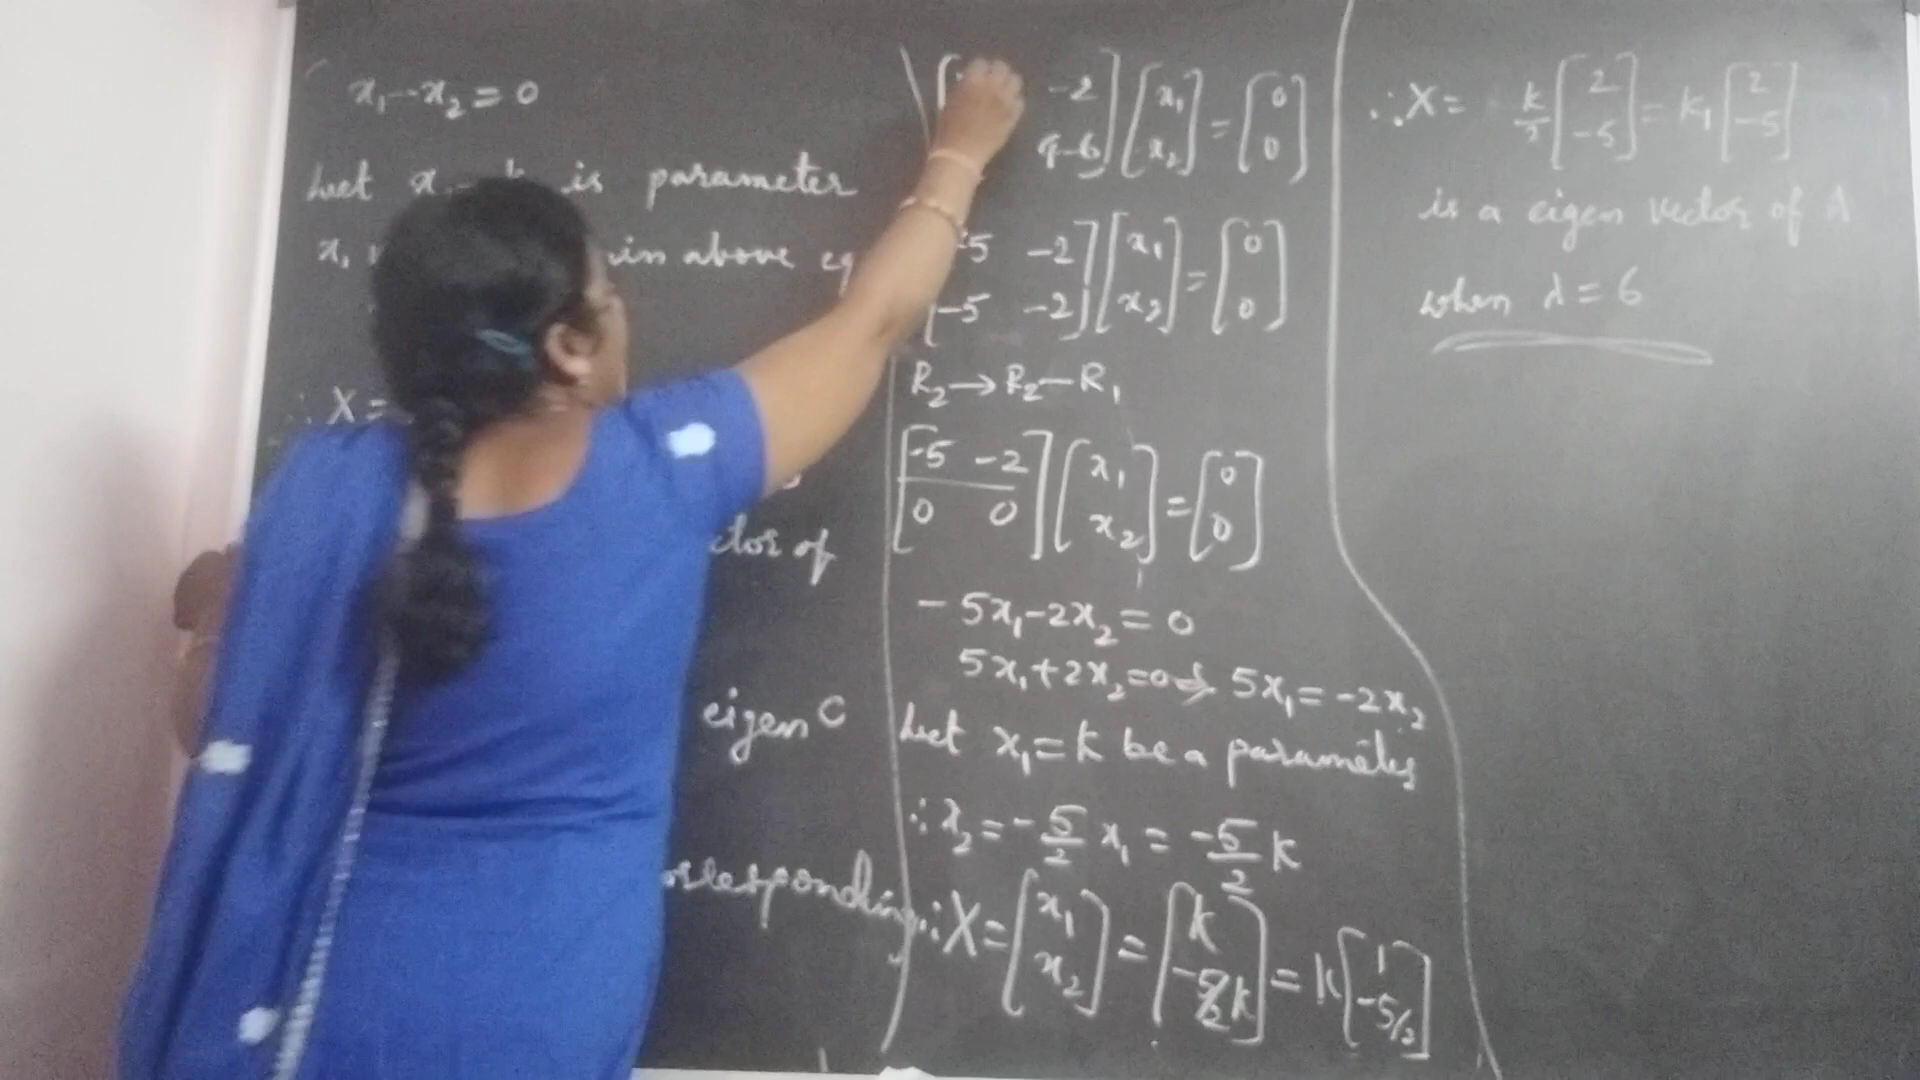 x₁-x₂=0
Let x is parameter
x₁ in above eq
∴ X=
ctor of
eigen
orresponding
[ -2; 4-6] [x₁; x₂] = [0; 0]
[-5 -2; -5 -2] [x₁; x₂] = [0; 0]
R₂→R₂-R₁
[-5 -2; 0 0] [x₁; x₂] = [0; 0]
-5x₁-2x₂=0
5x₁+2x₂=0⇒ 5x₁=-2x₂
Let x₁=k be a parameter
∴x₂=-5/2 x₁ = -5/2 k
∴X=[x₁; x₂] = [k; -5/2k] = k[1; -5/2]
∴X= k/2 [2; -5] = k₁ [2; -5]
is a eigen vector of A
when λ=6